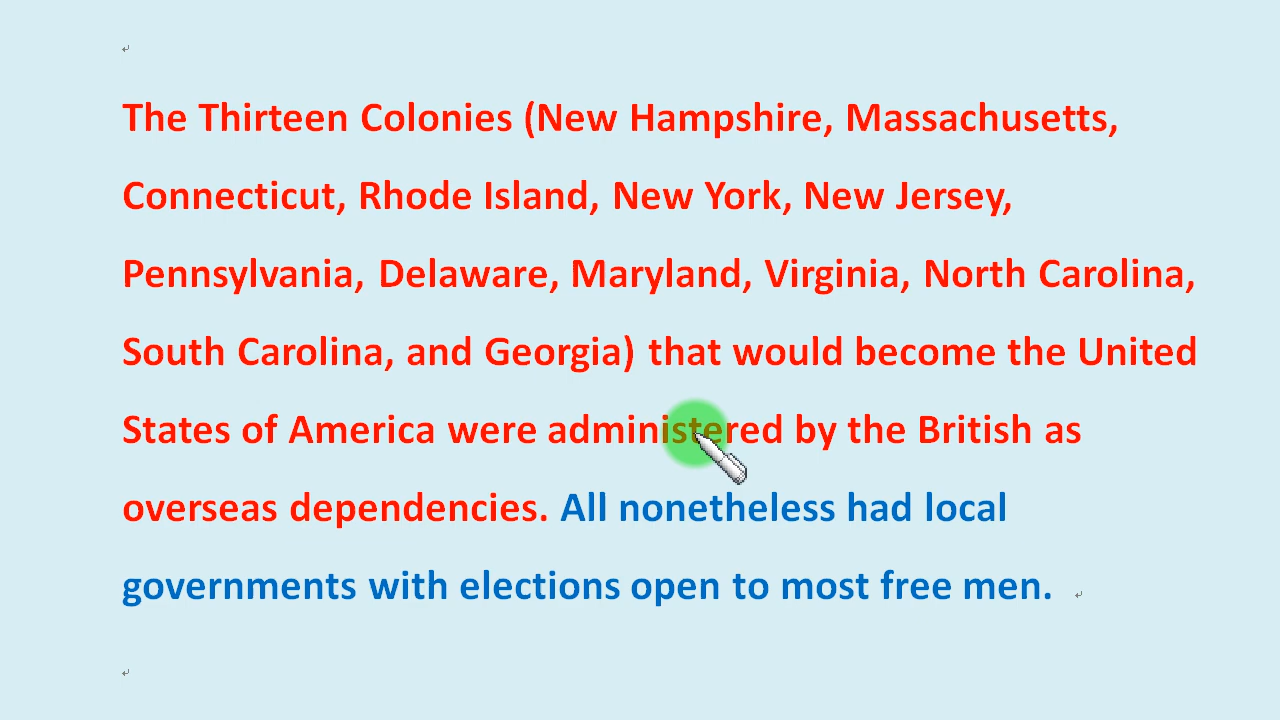 The Thirteen Colonies (New Hampshire, Massachusetts,
Connecticut, Rhode Island, New York, New Jersey,
Pennsylvania, Delaware, Maryland, Virginia, North Carolina,
South Carolina, and Georgia) that would become the United
States of America were administered by the British as
overseas dependencies. All nonetheless had local
governments with elections open to most free men.